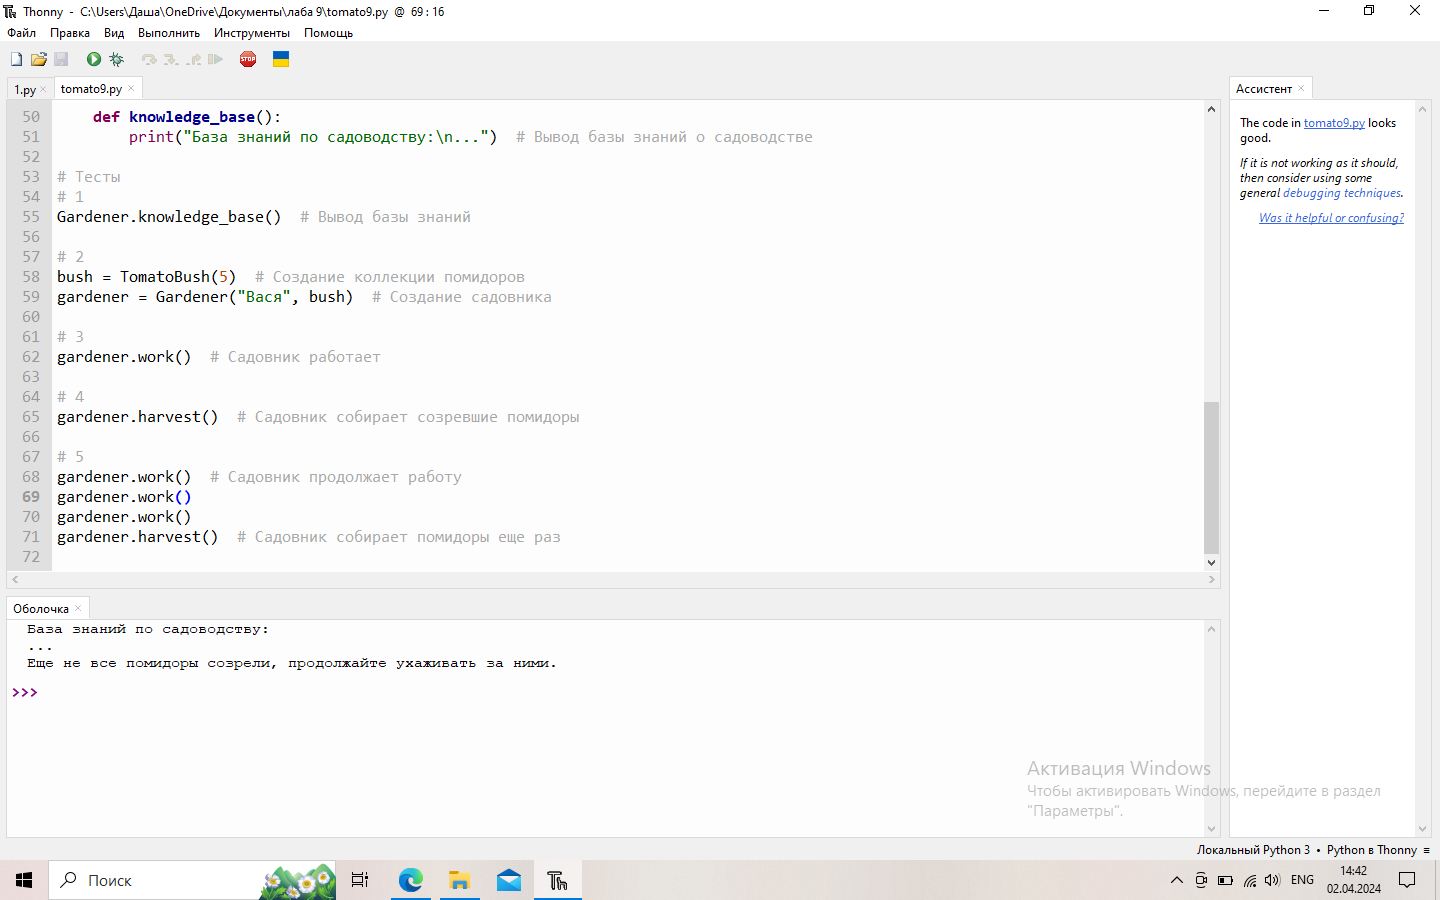 Thonny - C:\Users\Даша\OneDrive\Документы\лаба 9\tomato9.py @ 69 : 16
Файл Правка Вид Выполнить Инструменты Помощь
STOP
1.py tomato9.py
50     def knowledge_base():
51         print("База знаний по садоводству:\n...")  # Вывод базы знаний о садоводстве
52
53 # Тесты
54 # 1
55 Gardener.knowledge_base()  # Вывод базы знаний
56
57 # 2
58 bush = TomatoBush(5)  # Создание коллекции помидоров
59 gardener = Gardener("Вася", bush)  # Создание садовника
60
61 # 3
62 gardener.work()  # Садовник работает
63
64 # 4
65 gardener.harvest()  # Садовник собирает созревшие помидоры
66
67 # 5
68 gardener.work()  # Садовник продолжает работу
69 gardener.work()
70 gardener.work()
71 gardener.harvest()  # Садовник собирает помидоры еще раз
72
Ассистент
The code in tomato9.py looks
good.
If it is not working as it should,
then consider using some
general debugging techniques.
Was it helpful or confusing?
Оболочка
База знаний по садоводству:
...
Еще не все помидоры созрели, продолжайте ухаживать за ними.
>>>
Активация Windows
Чтобы активировать Windows, перейдите в раздел
"Параметры".
Локальный Python 3 • Python в Thonny ≡
Поиск
ENG
14:42
02.04.2024